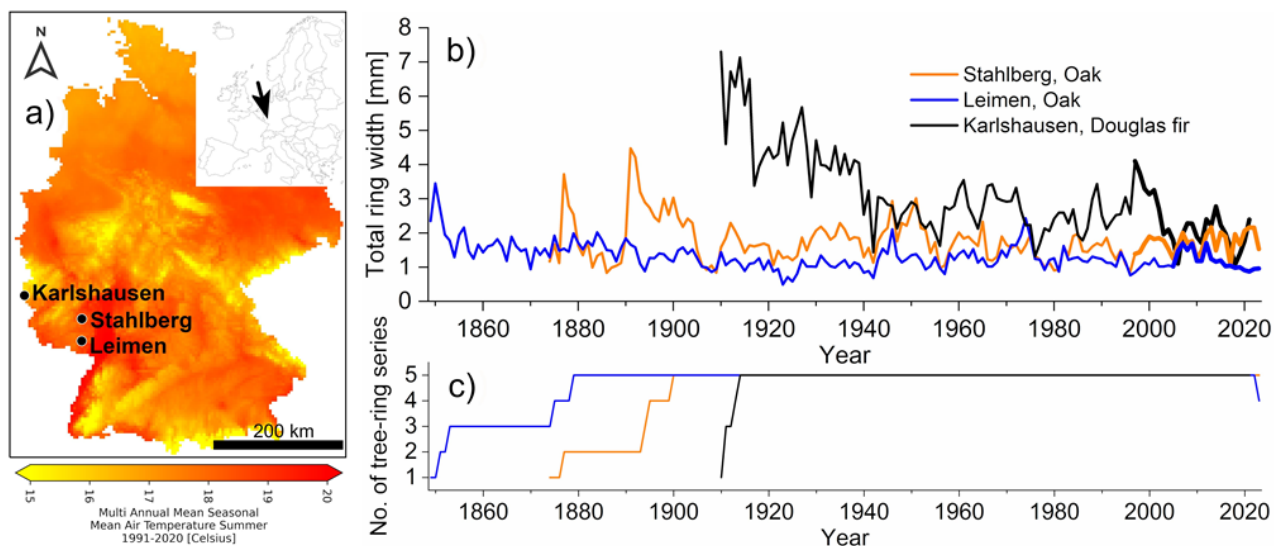 N
a)
Karlshausen
Stahlberg
Leimen
200 km
15 16 17 18 19 20
Multi Annual Mean Seasonal
Mean Air Temperature Summer
1991-2020 [Celsius]
b)
Total ring width [mm]
8
7
6
5
4
3
2
1
0
Stahlberg, Oak
Leimen, Oak
Karlshausen, Douglas fir
1860 1880 1900 1920 1940 1960 1980 2000 2020
Year
c)
No. of tree-ring series
5
4
3
2
1
1860 1880 1900 1920 1940 1960 1980 2000 2020
Year